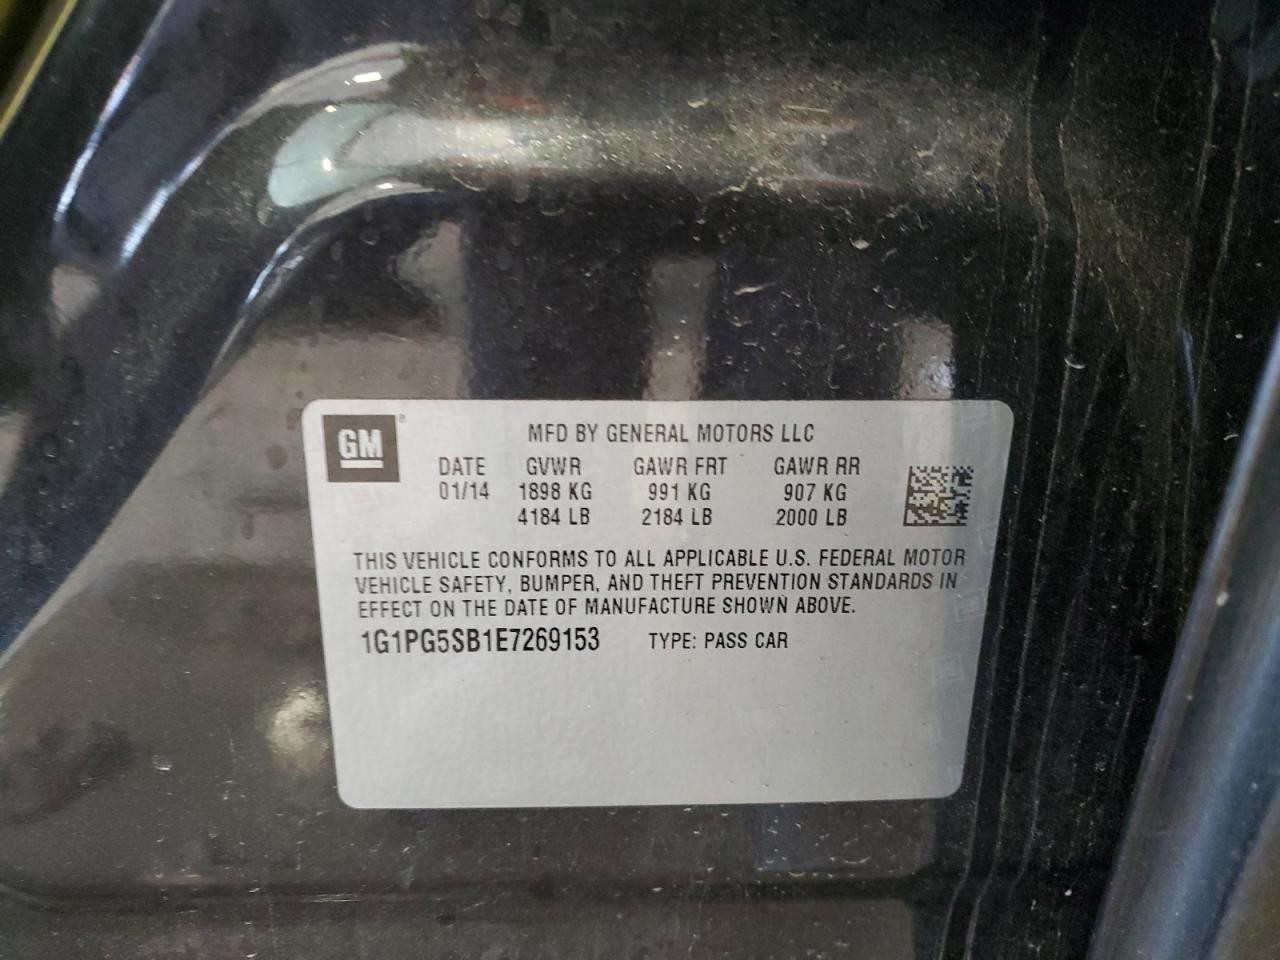 GM
MFD BY GENERAL MOTORS LLC
DATE GVWR GAWR FRT GAWR RR
01/14 1898 KG 991 KG 907 KG
4184 LB 2184 LB 2000 LB
THIS VEHICLE CONFORMS TO ALL APPLICABLE U.S. FEDERAL MOTOR
VEHICLE SAFETY, BUMPER, AND THEFT PREVENTION STANDARDS IN
EFFECT ON THE DATE OF MANUFACTURE SHOWN ABOVE.
1G1PG5SB1E7269153 TYPE: PASS CAR